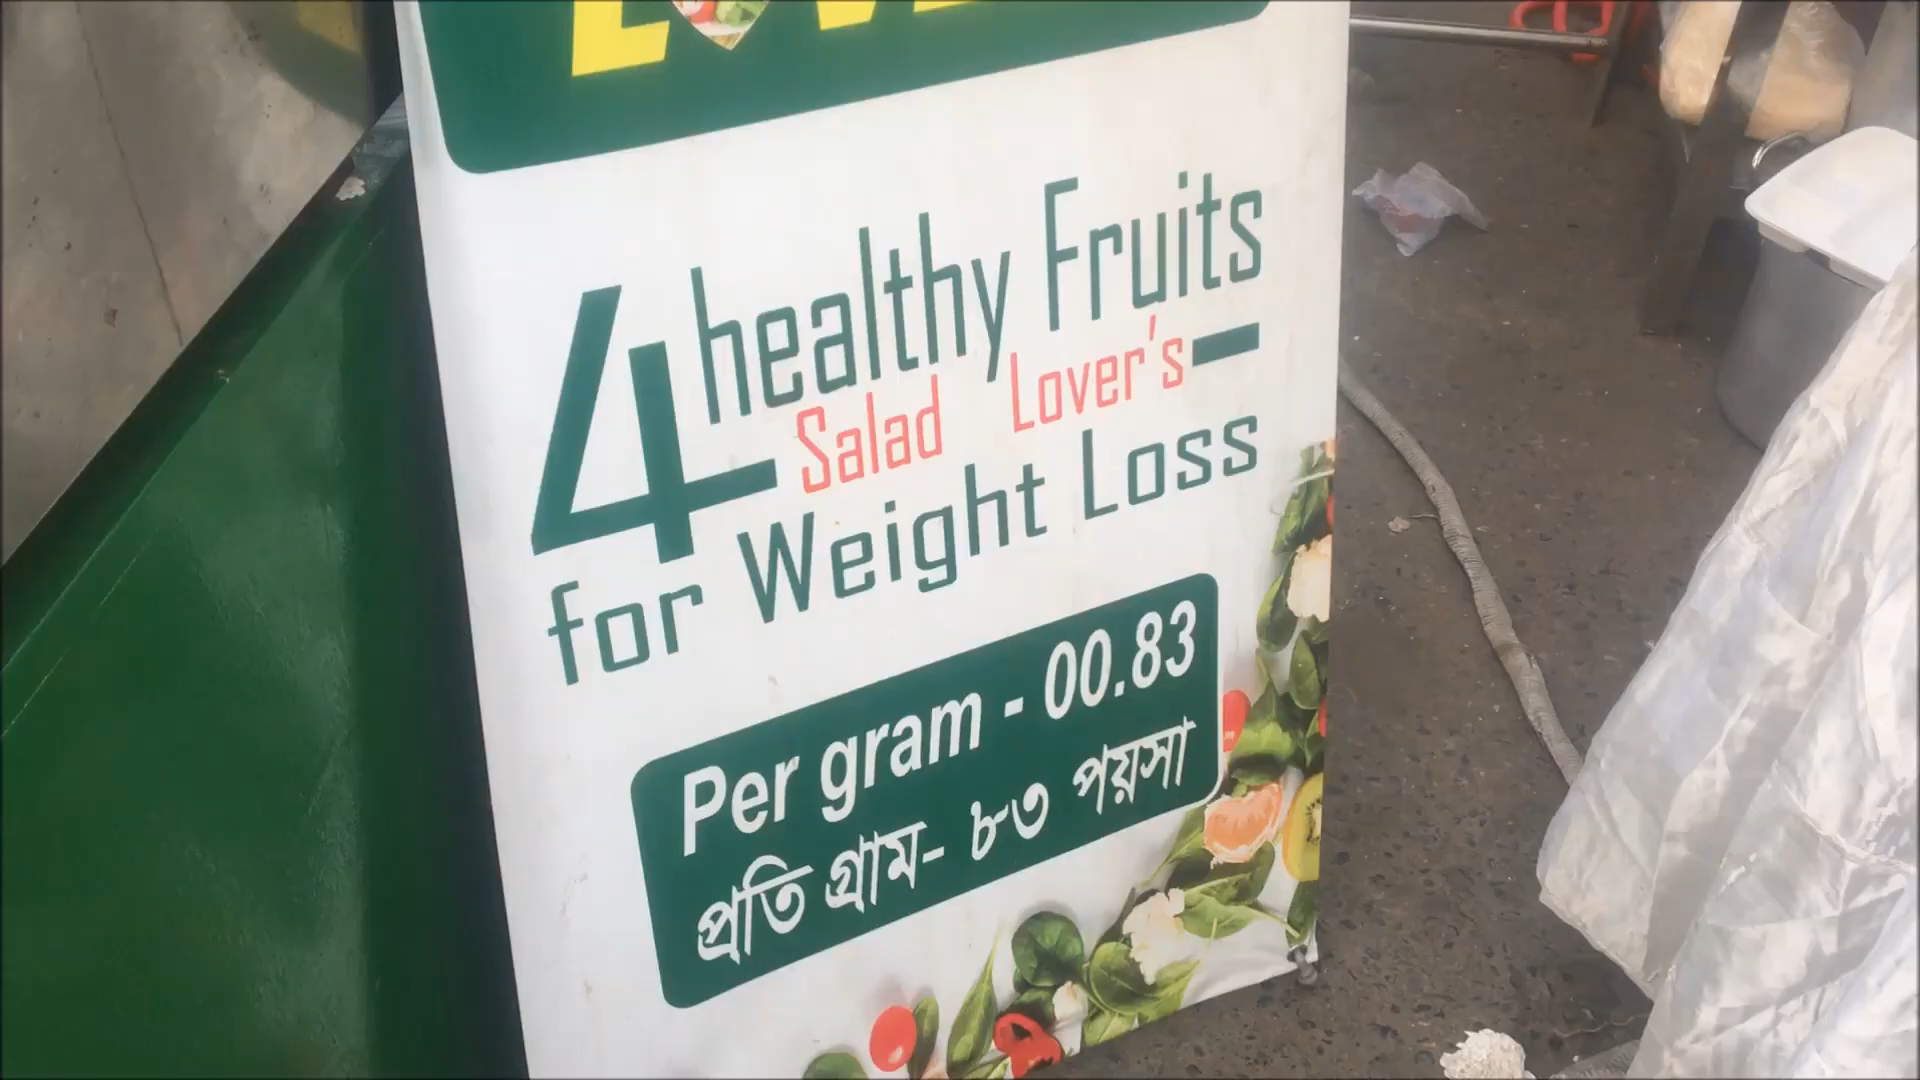 4 healthy Fruits
Salad Lover's
for Weight Loss
Per gram - 00.83
প্রতি গ্রাম- ৮৩ পয়সা